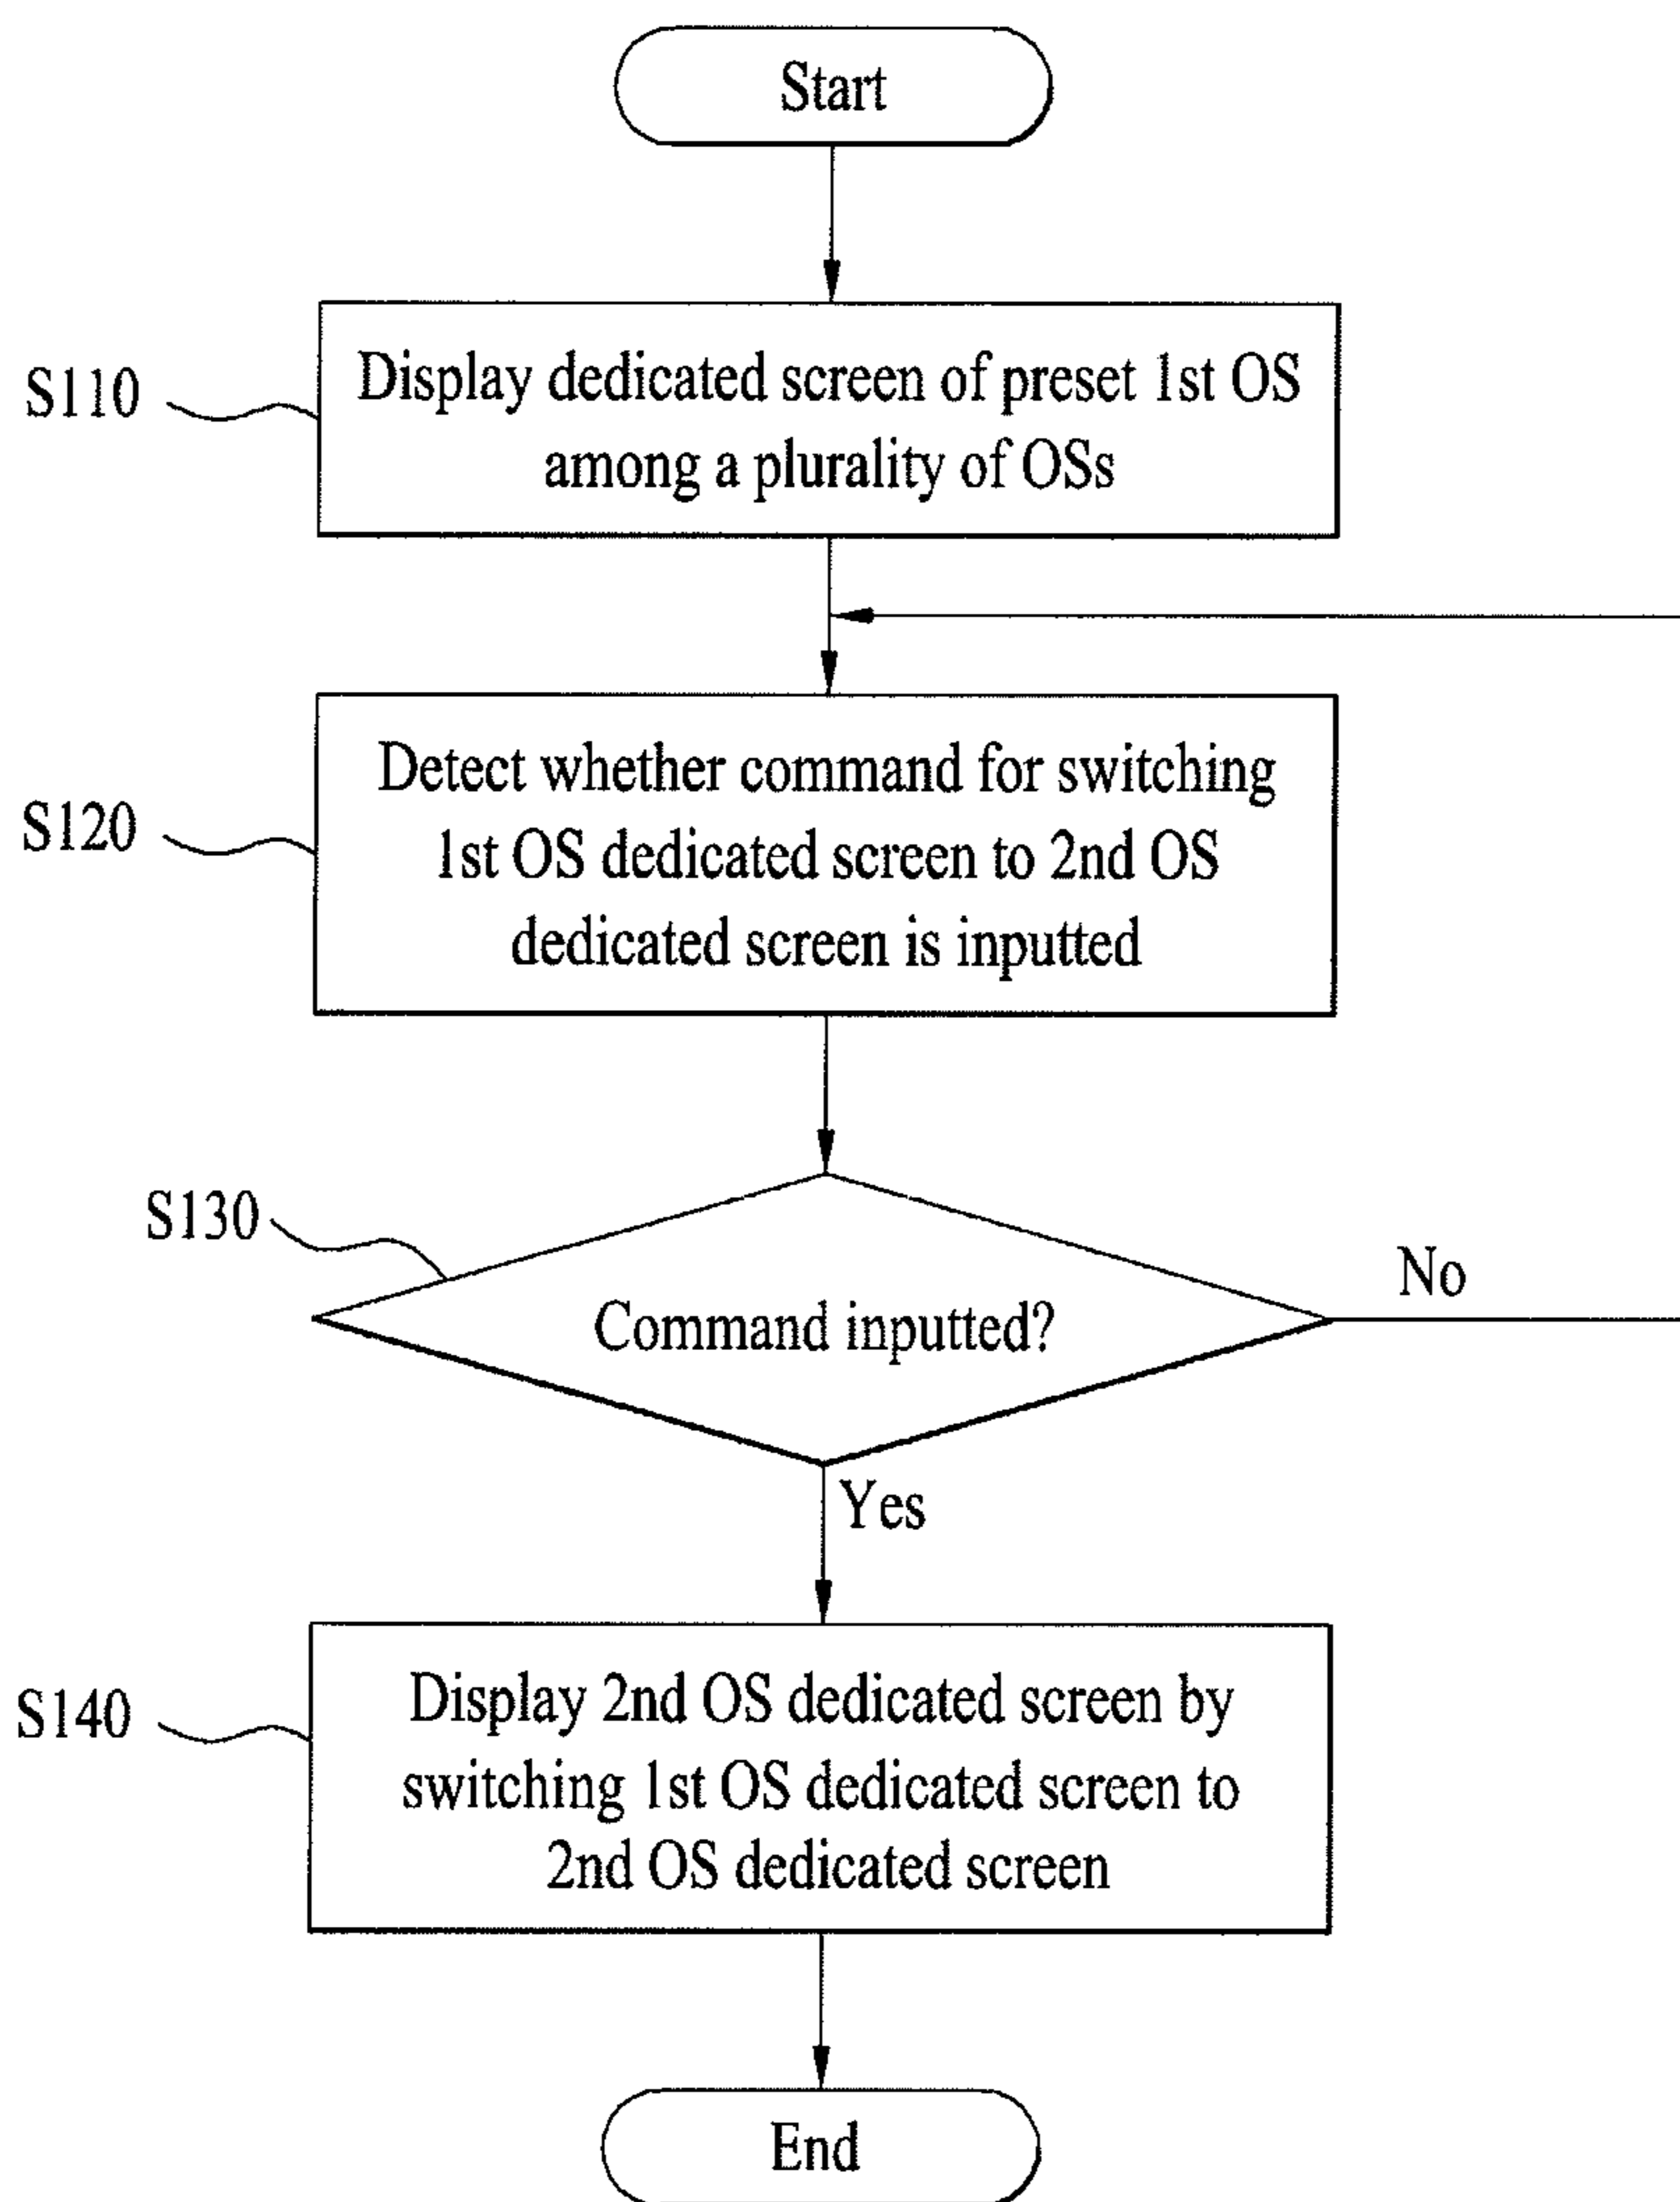 Start
S110
Display dedicated screen of preset 1st OS
among a plurality of OSs
S120
Detect whether command for switching
1st OS dedicated screen to 2nd OS
dedicated screen is inputted
S130
Command inputted?
No
Yes
S140
Display 2nd OS dedicated screen by
switching 1st OS dedicated screen to
2nd OS dedicated screen
End